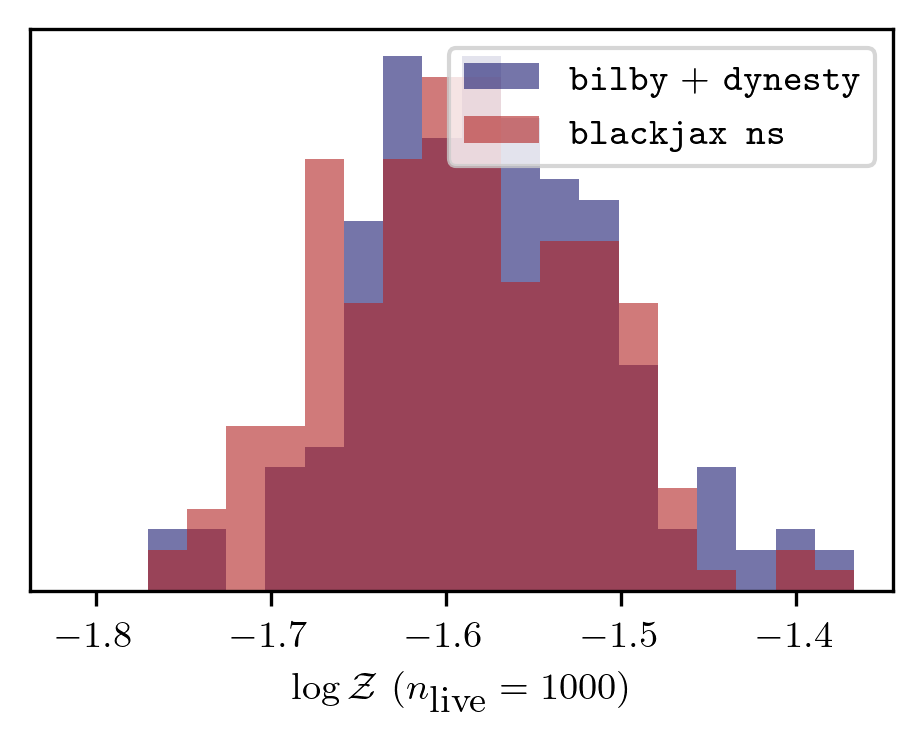 bilby + dynesty
blackjax ns
−1.8 −1.7 −1.6 −1.5 −1.4
log 𝒵 (n_live = 1000)